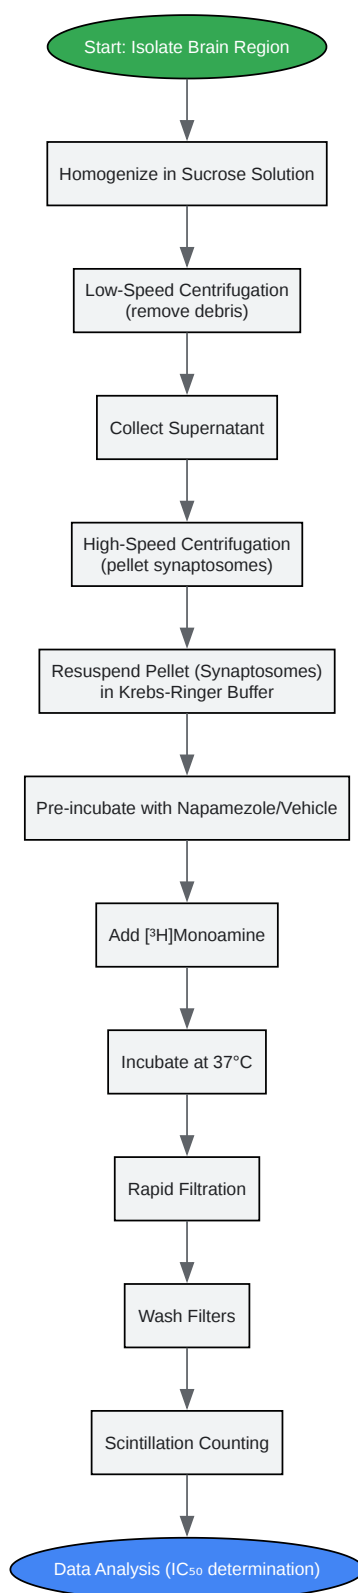 Start: Isolate Brain Region
Homogenize in Sucrose Solution
Low-Speed Centrifugation
(remove debris)
Collect Supernatant
High-Speed Centrifugation
(pellet synaptosomes)
Resuspend Pellet (Synaptosomes)
in Krebs-Ringer Buffer
Pre-incubate with Napamezole/Vehicle
Add [³H]Monoamine
Incubate at 37°C
Rapid Filtration
Wash Filters
Scintillation Counting
Data Analysis (IC₅₀ determination)